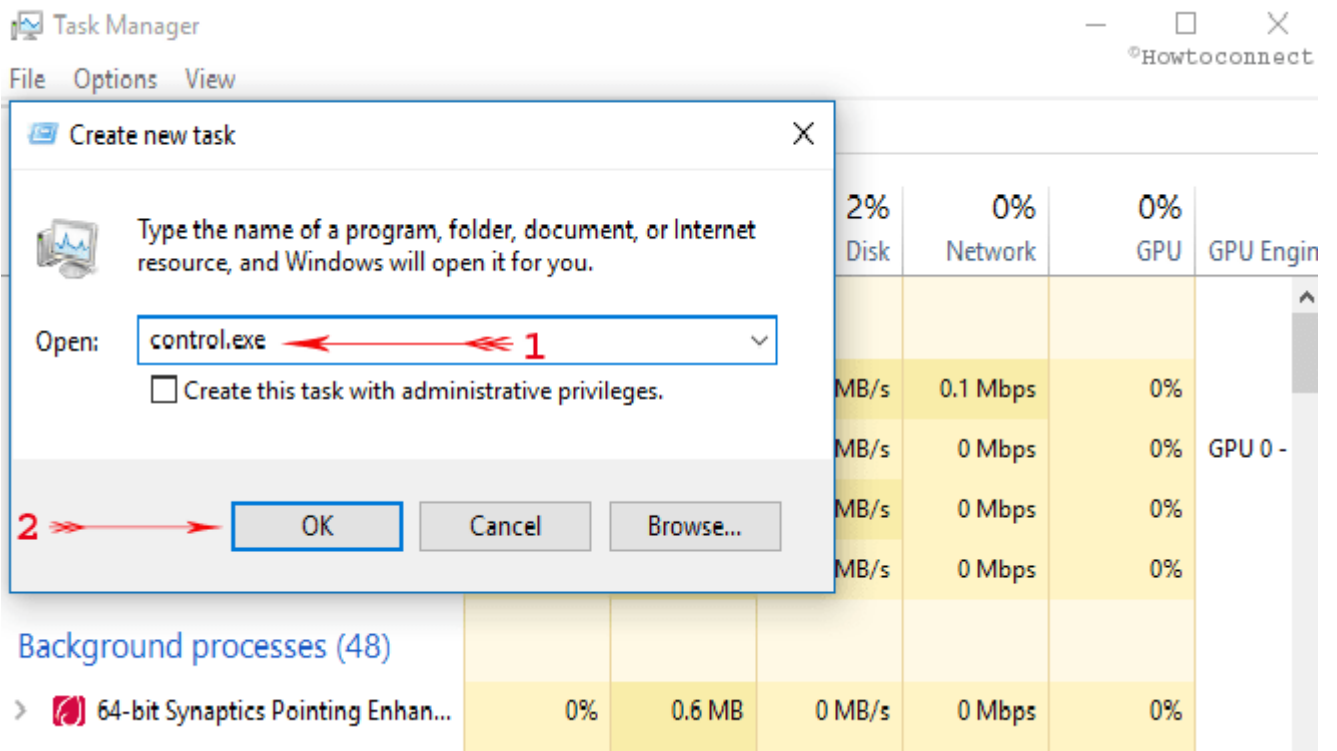 Task Manager
©Howtoconnect
File Options View
Create new task
Type the name of a program, folder, document, or Internet
resource, and Windows will open it for you.
Open: control.exe 1
Create this task with administrative privileges.
2 OK Cancel Browse...
2% 0% 0%
Disk Network GPU GPU Engin
MB/s 0.1 Mbps 0%
MB/s 0 Mbps 0% GPU 0 -
MB/s 0 Mbps 0%
MB/s 0 Mbps 0%
Background processes (48)
64-bit Synaptics Pointing Enhan... 0% 0.6 MB 0 MB/s 0 Mbps 0%